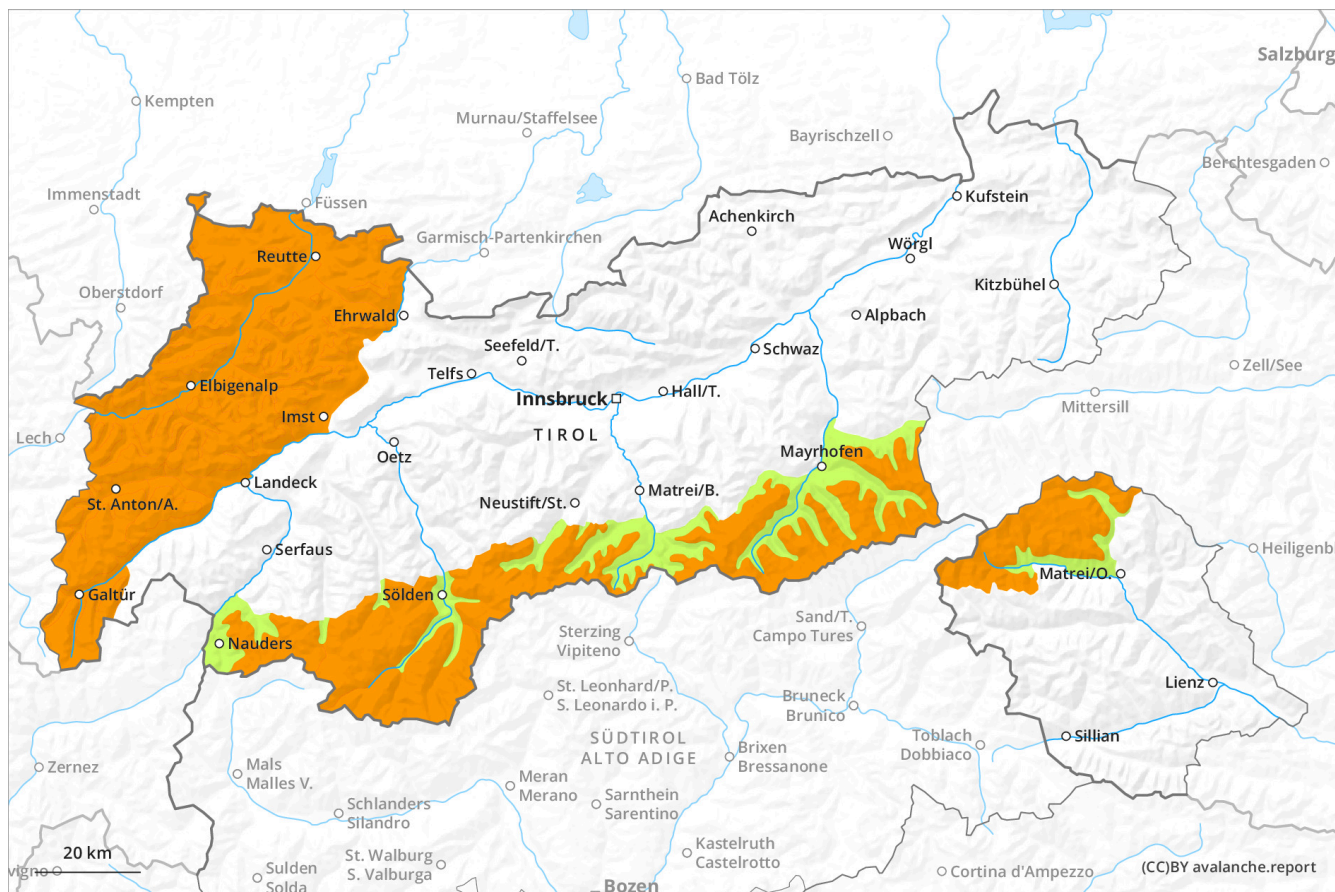 Salzburg
Bad Tölz
Kempten
Murnau/Staffelsee
Bayrischzell
Berchtesgaden
Immenstadt
Füssen
Kufstein
Achenkirch
Garmisch-Partenkirchen
Wörgl
Reutte
Kitzbühel
Oberstdorf
Ehrwald
Alpbach
Seefeld/T.
Schwaz
Zell/See
Telfs
Elbigenalp
Innsbruck
Hall/T.
Mittersill
Imst
Lech
TIROL
Oetz
Mayrhofen
Landeck
Matrei/B.
St. Anton/A.
Neustift/St.
Serfaus
Heiligenb
Matrei/O.
Galtür
Sölden
Sand/T.
Campo Tures
Nauders
Sterzing
Vipiteno
Lienz
St. Leonhard/P.
S. Leonardo i. P.
Bruneck
Brunico
Sillian
Toblach
Dobbiaco
SÜDTIROL
ALTO ADIGE
Brixen
Bressanone
Zernez
Mals
Malles V.
Meran
Merano
Sarnthein
Sarentino
Schlanders
Silandro
20 km
Kastelruth
Castelrotto
St. Walburg
S. Valburga
vigno
Sulden
Solda
Bozen
Cortina d'Ampezzo
(CC)BY avalanche.report